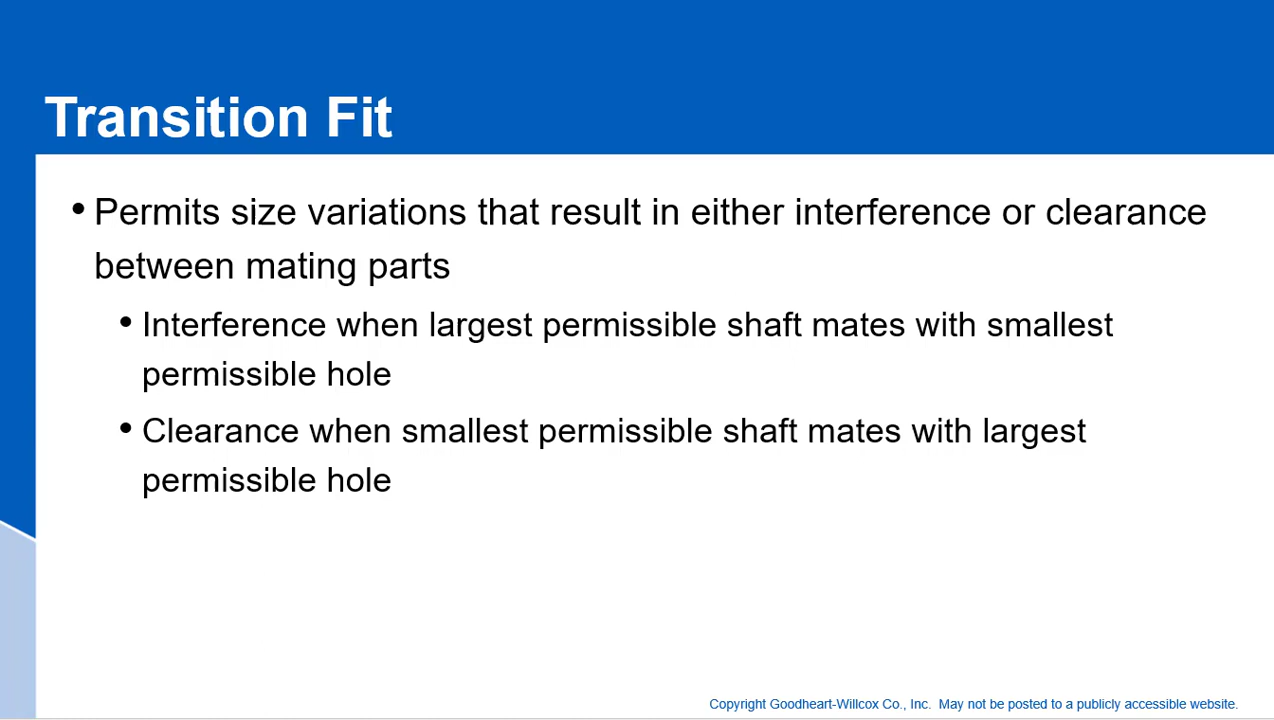 Transition Fit
• Permits size variations that result in either interference or clearance
between mating parts
• Interference when largest permissible shaft mates with smallest
permissible hole
• Clearance when smallest permissible shaft mates with largest
permissible hole
Copyright Goodheart-Willcox Co., Inc. May not be posted to a publicly accessible website.